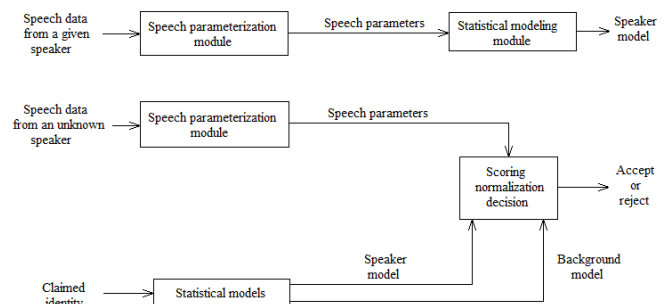 Speech data
from a given
speaker
Speech parameterization
module
Speech parameters
Statistical modeling
module
Speaker
model
Speech data
from an unknown
speaker
Speech parameterization
module
Speech parameters
Scoring
normalization
decision
Accept
or
reject
Speaker
model
Background
model
Claimed
identity
Statistical models